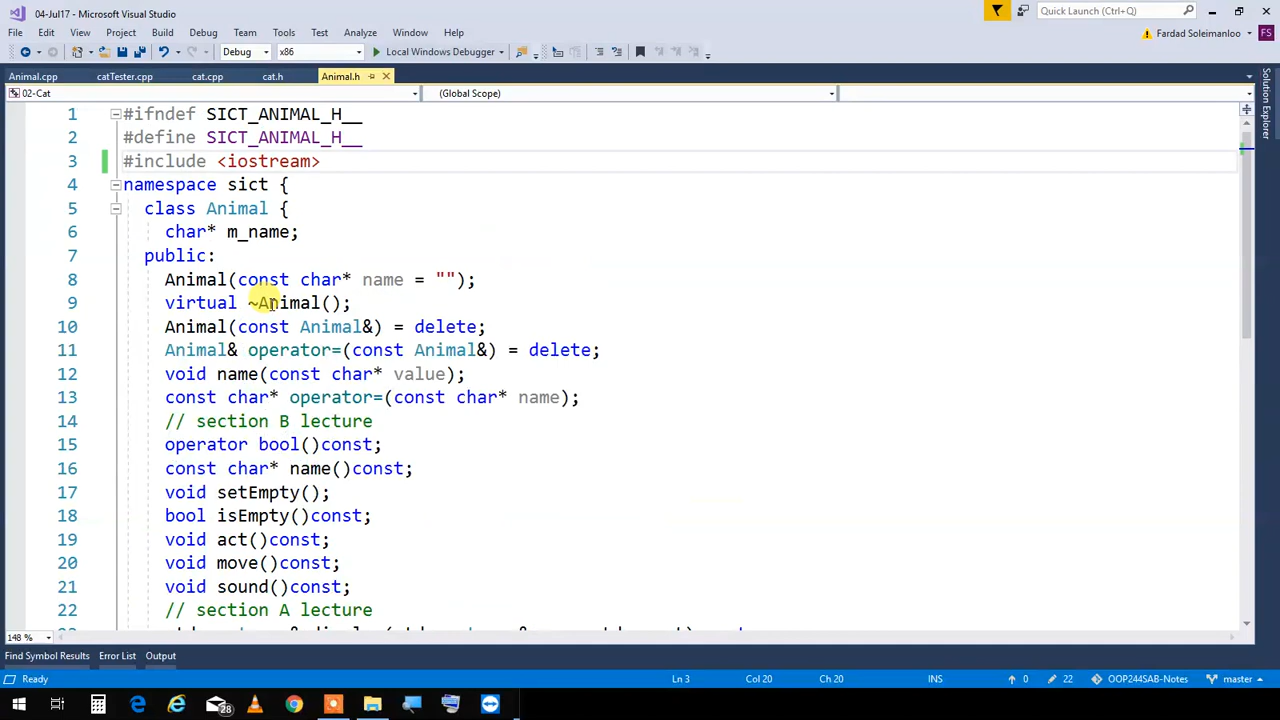 04-Jul17 - Microsoft Visual Studio
Quick Launch (Ctrl+Q)
File Edit View Project Build Debug Team Tools Test Analyze Window Help
Fardad Soleimanloo
FS
Debug x86 Local Windows Debugger
Animal.cpp catTester.cpp cat.cpp cat.h Animal.h
02-Cat (Global Scope)
Solution Explorer
1 #ifndef SICT_ANIMAL_H__
2 #define SICT_ANIMAL_H__
3 #include <iostream>
4 namespace sict {
5 class Animal {
6 char* m_name;
7 public:
8 Animal(const char* name = "");
9 virtual ~Animal();
10 Animal(const Animal&) = delete;
11 Animal& operator=(const Animal&) = delete;
12 void name(const char* value);
13 const char* operator=(const char* name);
14 // section B lecture
15 operator bool()const;
16 const char* name()const;
17 void setEmpty();
18 bool isEmpty()const;
19 void act()const;
20 void move()const;
21 void sound()const;
22 // section A lecture
148 %
Find Symbol Results Error List Output
Ready Ln 3 Col 20 Ch 20 INS 0 22 OOP244SAB-Notes master
28